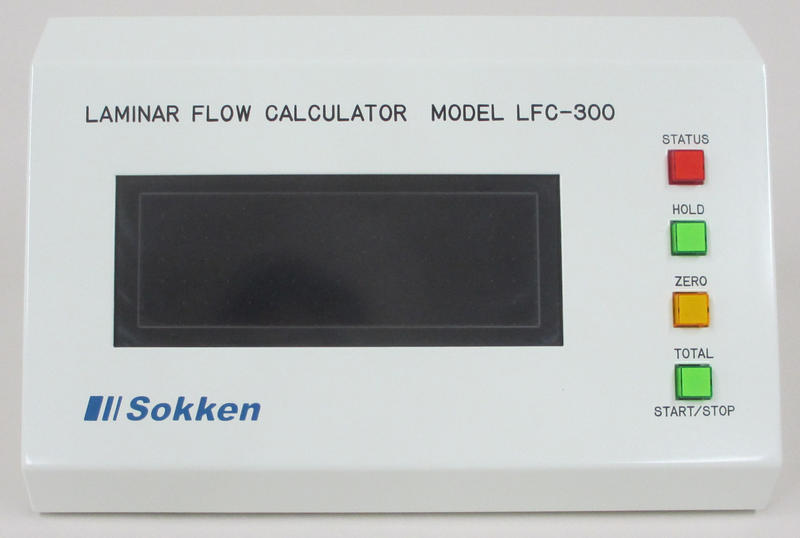 LAMINAR FLOW CALCULATOR MODEL LFC-300
STATUS
HOLD
ZERO
TOTAL
START/STOP
Sokken